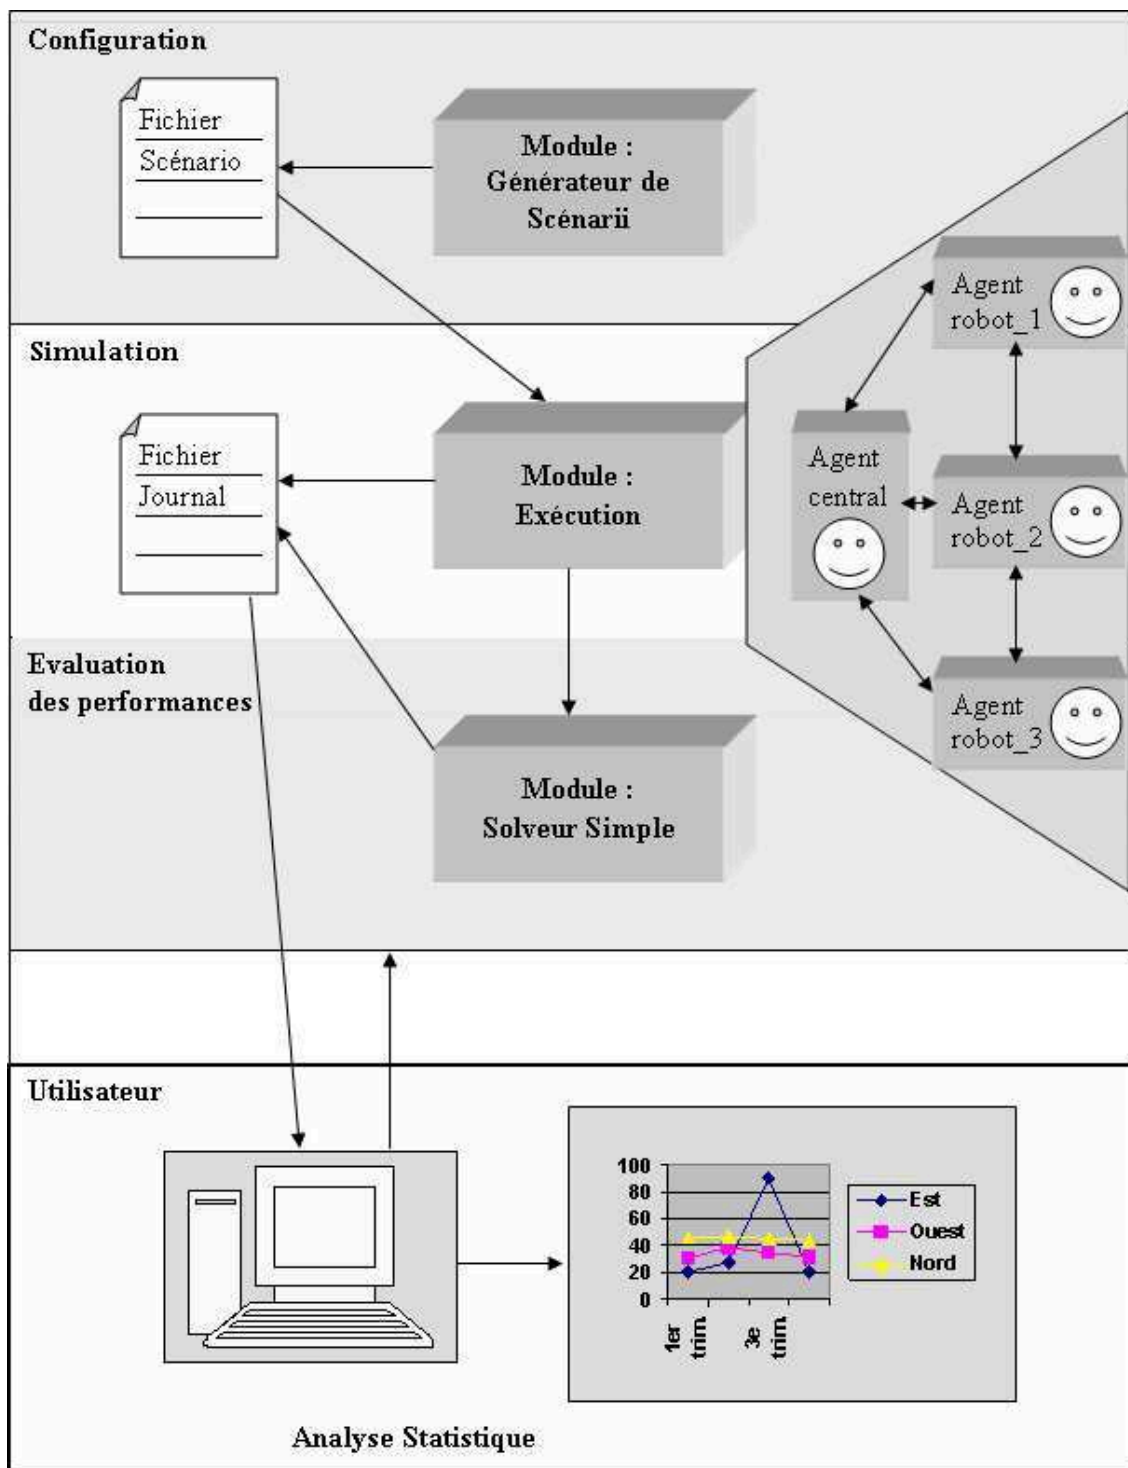 Configuration
Fichier
Scénario
Module :
Générateur de
Scénarii
Agent
robot_1
Simulation
Fichier
Journal
Module :
Exécution
Agent
central
Agent
robot_2
Evaluation
des performances
Module :
Solveur Simple
Agent
robot_3
Utilisateur
100
80
60
40
20
0
1er
trim.
3e
trim.
Est
Ouest
Nord
Analyse Statistique